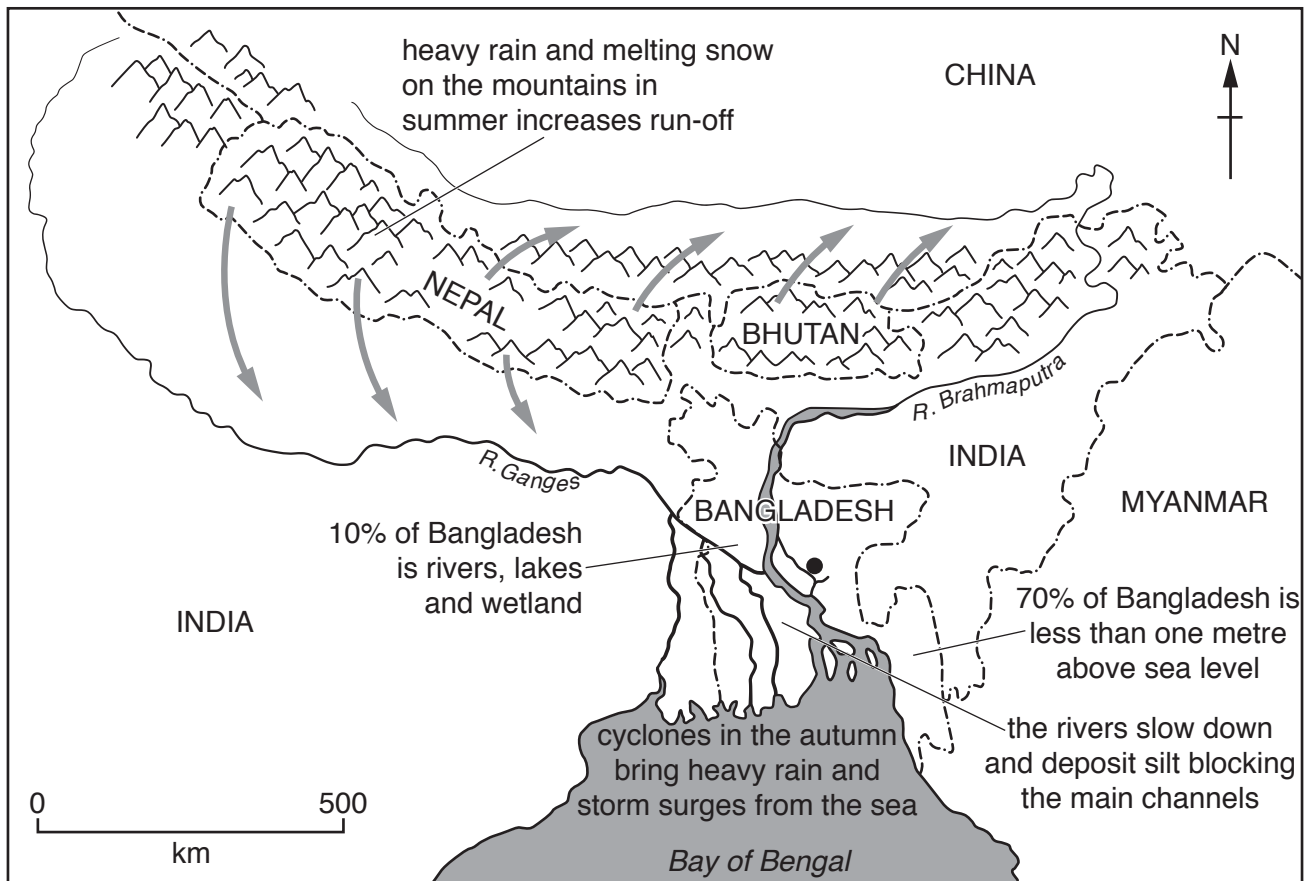 heavy rain and melting snow
on the mountains in
summer increases run-off
CHINA
N
NEPAL
BHUTAN
R. Brahmaputra
INDIA
R. Ganges
BANGLADESH
MYANMAR
10% of Bangladesh
is rivers, lakes
and wetland
INDIA
70% of Bangladesh is
less than one metre
above sea level
the rivers slow down
and deposit silt blocking
the main channels
cyclones in the autumn
bring heavy rain and
storm surges from the sea
0 500
km
Bay of Bengal